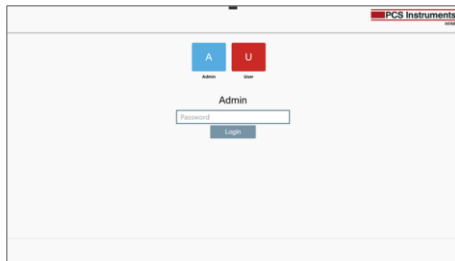 PCS Instruments
A U
Admin User
Admin
Password
Login